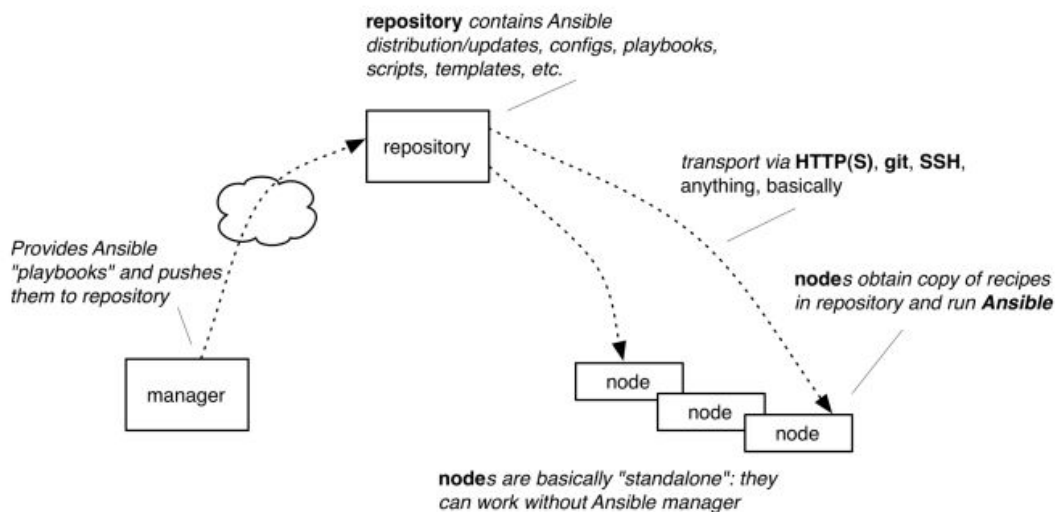 repository contains Ansible
distribution/updates, configs, playbooks,
scripts, templates, etc.
repository
transport via HTTP(S), git, SSH,
anything, basically
Provides Ansible
"playbooks" and pushes
them to repository
nodes obtain copy of recipes
in repository and run Ansible
manager
node
node
node
nodes are basically "standalone": they
can work without Ansible manager